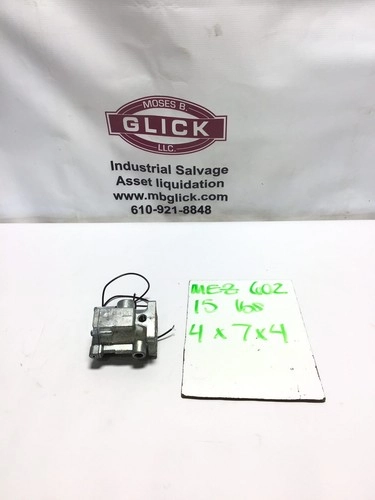 MOSES B.
GLICK
LLC.
Industrial Salvage
Asset liquidation
www.mbglick.com
610-921-8848
MEZ 602
15 lbs
4 x 7 x 4